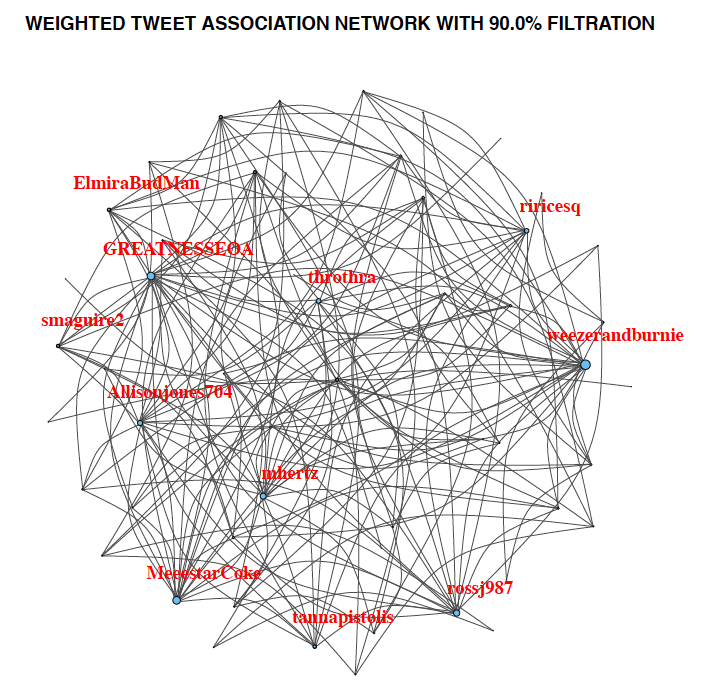 WEIGHTED TWEET ASSOCIATION NETWORK WITH 90.0% FILTRATION
ElmiraBudMan
riricesq
GREATNESSEOA
throthra
smaguire2
weezerandburnie
Allisonjones704
mhertz
MeeestarCoke
rossj987
tannapistolis